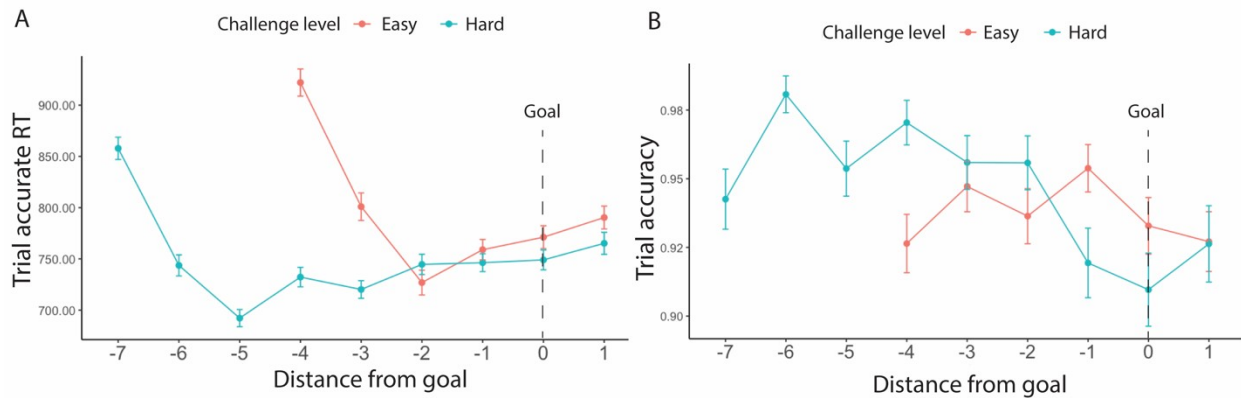 A
Challenge level Easy Hard
Trial accurate RT
900.00
850.00
800.00
750.00
700.00
Goal
-7 -6 -5 -4 -3 -2 -1 0 1
Distance from goal
B
Challenge level Easy Hard
Trial accuracy
0.98
0.95
0.92
0.90
Goal
-7 -6 -5 -4 -3 -2 -1 0 1
Distance from goal